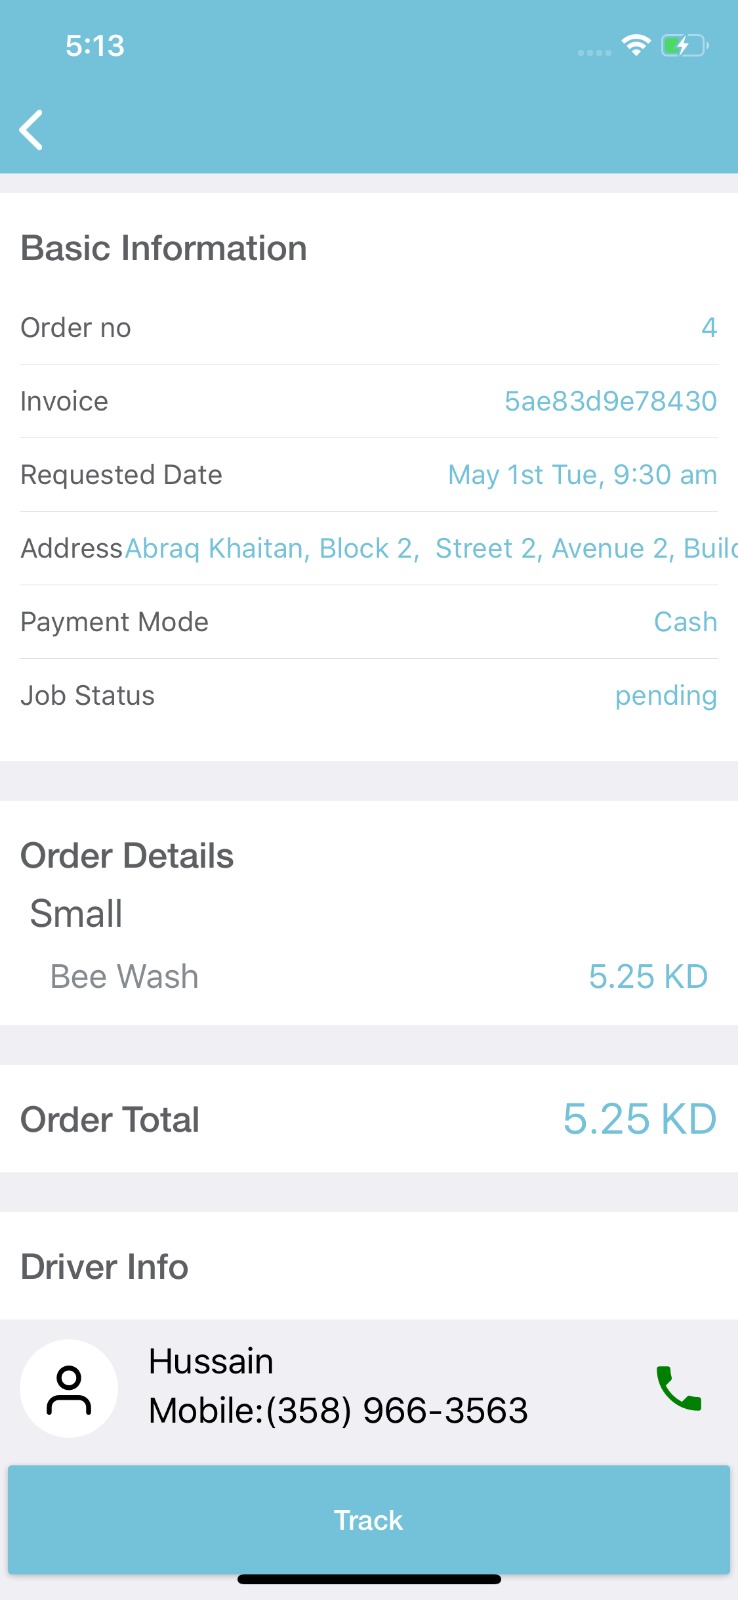 5:13
Basic Information
Order no 4
Invoice 5ae83d9e78430
Requested Date May 1st Tue, 9:30 am
Address Abraq Khaitan, Block 2, Street 2, Avenue 2, Build
Payment Mode Cash
Job Status pending
Order Details
Small
Bee Wash 5.25 KD
Order Total 5.25 KD
Driver Info
Hussain
Mobile:(358) 966-3563
Track